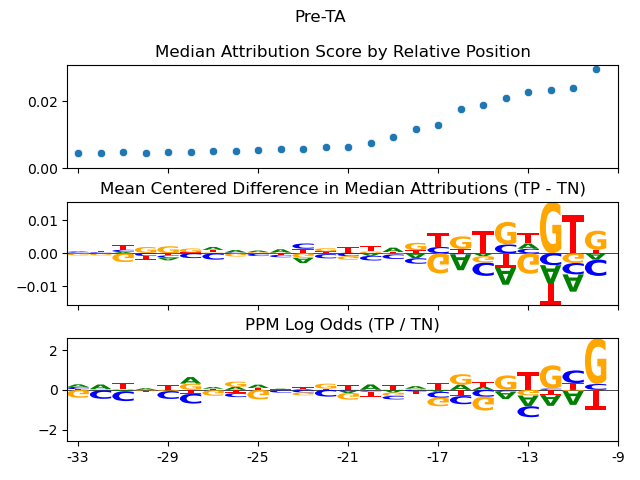 Pre-TA
Median Attribution Score by Relative Position
0.02
0.00
Mean Centered Difference in Median Attributions (TP - TN)
0.01
0.00
−0.01
PPM Log Odds (TP / TN)
2
0
−2
-33 -29 -25 -21 -17 -13 -9